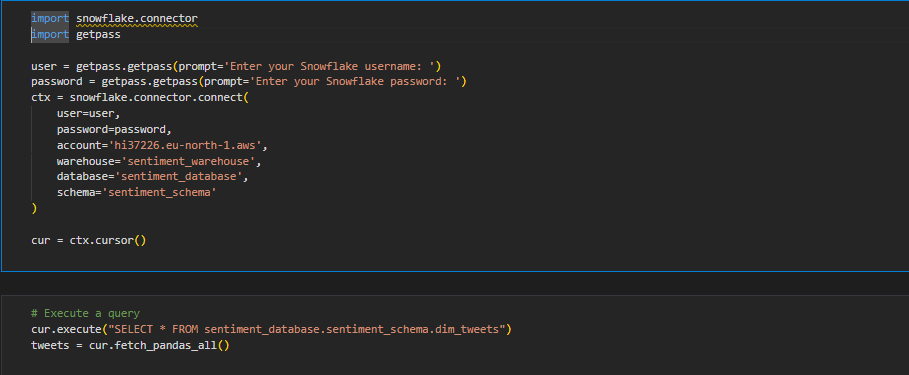 import snowflake.connector
import getpass
user = getpass.getpass(prompt='Enter your Snowflake username: ')
password = getpass.getpass(prompt='Enter your Snowflake password: ')
ctx = snowflake.connector.connect(
    user=user,
    password=password,
    account='hi37226.eu-north-1.aws',
    warehouse='sentiment_warehouse',
    database='sentiment_database',
    schema='sentiment_schema'
)
cur = ctx.cursor()
# Execute a query
cur.execute("SELECT * FROM sentiment_database.sentiment_schema.dim_tweets")
tweets = cur.fetch_pandas_all()